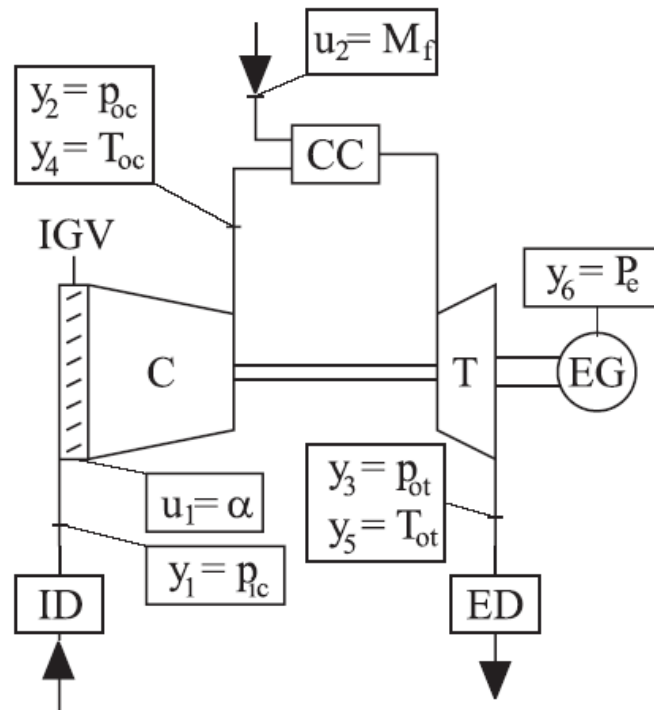 u₂= M_f
y₂= p_oc
y₄= T_oc
CC
IGV
y₆= P_e
C
T
EG
u₁= α
y₃= p_ot
y₅= T_ot
y₁= p_ic
ID
ED